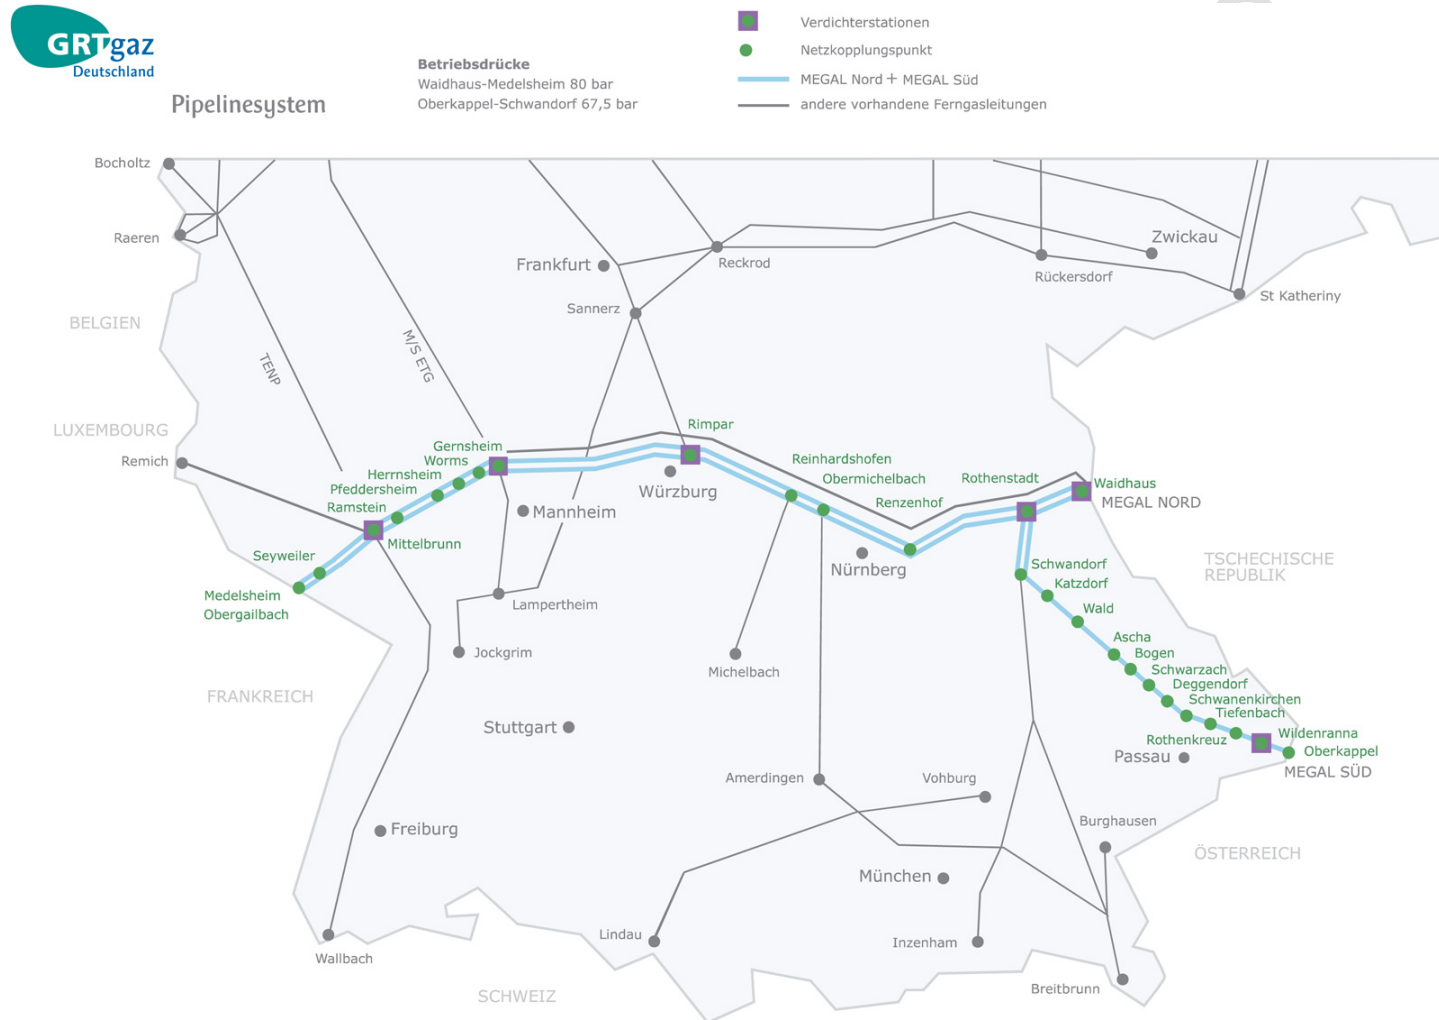 GRTgaz
Deutschland
Pipelinesystem
Betriebsdrücke
Waidhaus-Medelsheim 80 bar
Oberkappel-Schwandorf 67,5 bar
Verdichterstationen
Netzkopplungspunkt
MEGAL Nord + MEGAL Süd
andere vorhandene Ferngasleitungen
Bocholtz
Raeren
BELGIEN
LUXEMBOURG
Remich
TENP
M/S ETG
Frankfurt
Sannerz
Reckrod
Zwickau
Rückersdorf
St Katheriny
Gernsheim
Worms
Herrnsheim
Pfeddersheim
Ramstein
Mittelbrunn
Seyweiler
Medelsheim
Obergailbach
Rimpar
Würzburg
Mannheim
Reinhardshofen
Obermichelbach
Renzenhof
Nürnberg
Rothenstadt
Waidhaus
MEGAL NORD
TSCHECHISCHE
REPUBLIK
Schwandorf
Katzdorf
Wald
Ascha
Bogen
Schwarzach
Deggendorf
Schwanenkirchen
Tiefenbach
Rothenkreuz
Wildenranna
Oberkappel
MEGAL SÜD
Passau
Lampertheim
Jockgrim
Michelbach
FRANKREICH
Stuttgart
Amerdingen
Vohburg
Burghausen
ÖSTERREICH
Freiburg
München
Wallbach
Lindau
Inzenham
Breitbrunn
SCHWEIZ